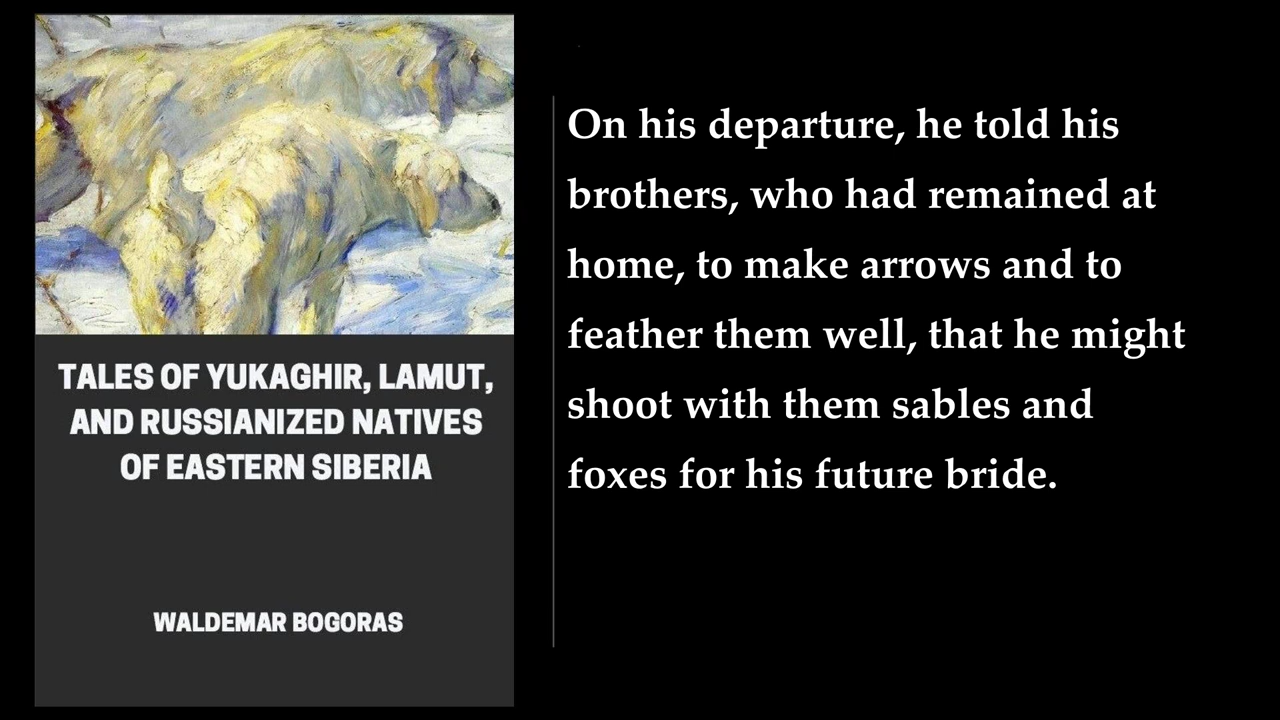 TALES OF YUKAGHIR, LAMUT,
AND RUSSIANIZED NATIVES
OF EASTERN SIBERIA
WALDEMAR BOGORAS
On his departure, he told his
brothers, who had remained at
home, to make arrows and to
feather them well, that he might
shoot with them sables and
foxes for his future bride.